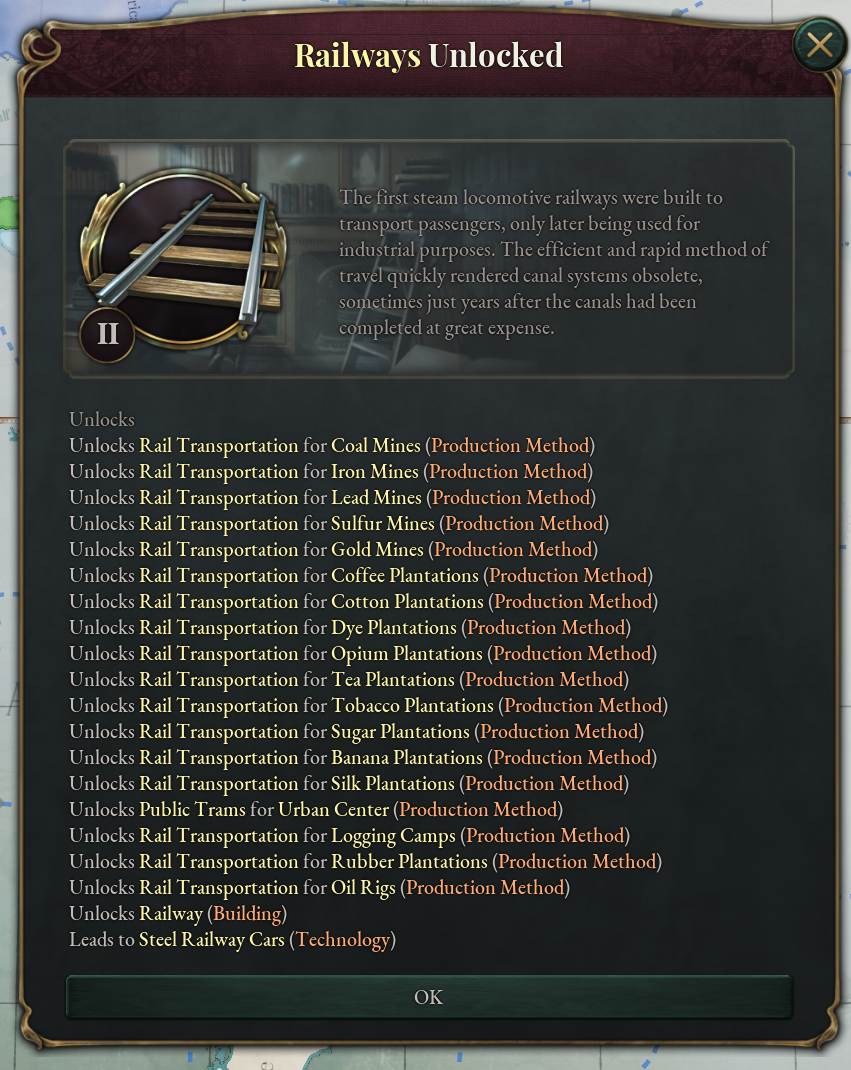 Railways Unlocked
The first steam locomotive railways were built to
transport passengers, only later being used for
industrial purposes. The efficient and rapid method of
travel quickly rendered canal systems obsolete,
sometimes just years after the canals had been
completed at great expense.
II
Unlocks
Unlocks Rail Transportation for Coal Mines (Production Method)
Unlocks Rail Transportation for Iron Mines (Production Method)
Unlocks Rail Transportation for Lead Mines (Production Method)
Unlocks Rail Transportation for Sulfur Mines (Production Method)
Unlocks Rail Transportation for Gold Mines (Production Method)
Unlocks Rail Transportation for Coffee Plantations (Production Method)
Unlocks Rail Transportation for Cotton Plantations (Production Method)
Unlocks Rail Transportation for Dye Plantations (Production Method)
Unlocks Rail Transportation for Opium Plantations (Production Method)
Unlocks Rail Transportation for Tea Plantations (Production Method)
Unlocks Rail Transportation for Tobacco Plantations (Production Method)
Unlocks Rail Transportation for Sugar Plantations (Production Method)
Unlocks Rail Transportation for Banana Plantations (Production Method)
Unlocks Rail Transportation for Silk Plantations (Production Method)
Unlocks Public Trams for Urban Center (Production Method)
Unlocks Rail Transportation for Logging Camps (Production Method)
Unlocks Rail Transportation for Rubber Plantations (Production Method)
Unlocks Rail Transportation for Oil Rigs (Production Method)
Unlocks Railway (Building)
Leads to Steel Railway Cars (Technology)
OK